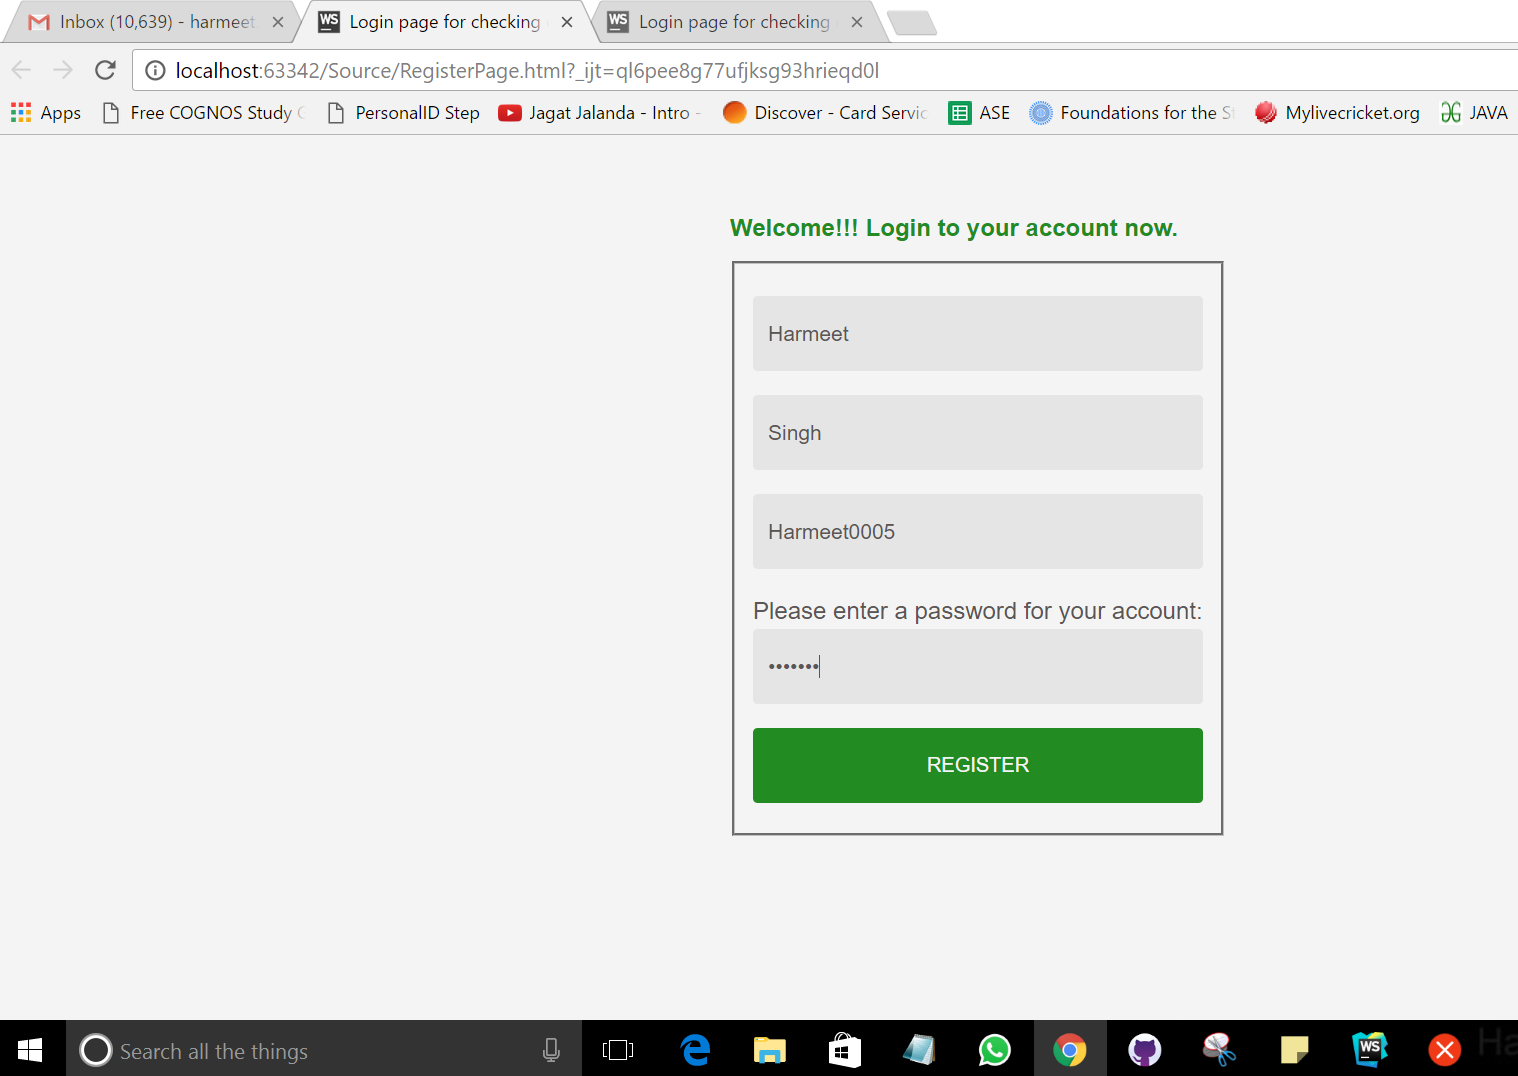 Inbox (10,639) - harmeet
Login page for checking
Login page for checking
localhost:63342/Source/RegisterPage.html?_ijt=ql6pee8g77ufjksg93hrieqd0l
Apps
Free COGNOS Study
PersonalID Step
Jagat Jalanda - Intro -
Discover - Card Servic
ASE
Foundations for the St
Mylivecricket.org
JAVA
Welcome!!! Login to your account now.
Harmeet
Singh
Harmeet0005
Please enter a password for your account:
•••••••
REGISTER
Search all the things